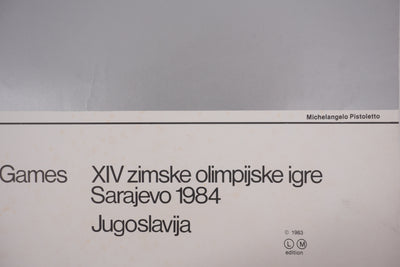 Michelangelo Pistoletto
Games XIV zimske olimpijske igre
Sarajevo 1984
Jugoslavija
© 1983
L M
edition